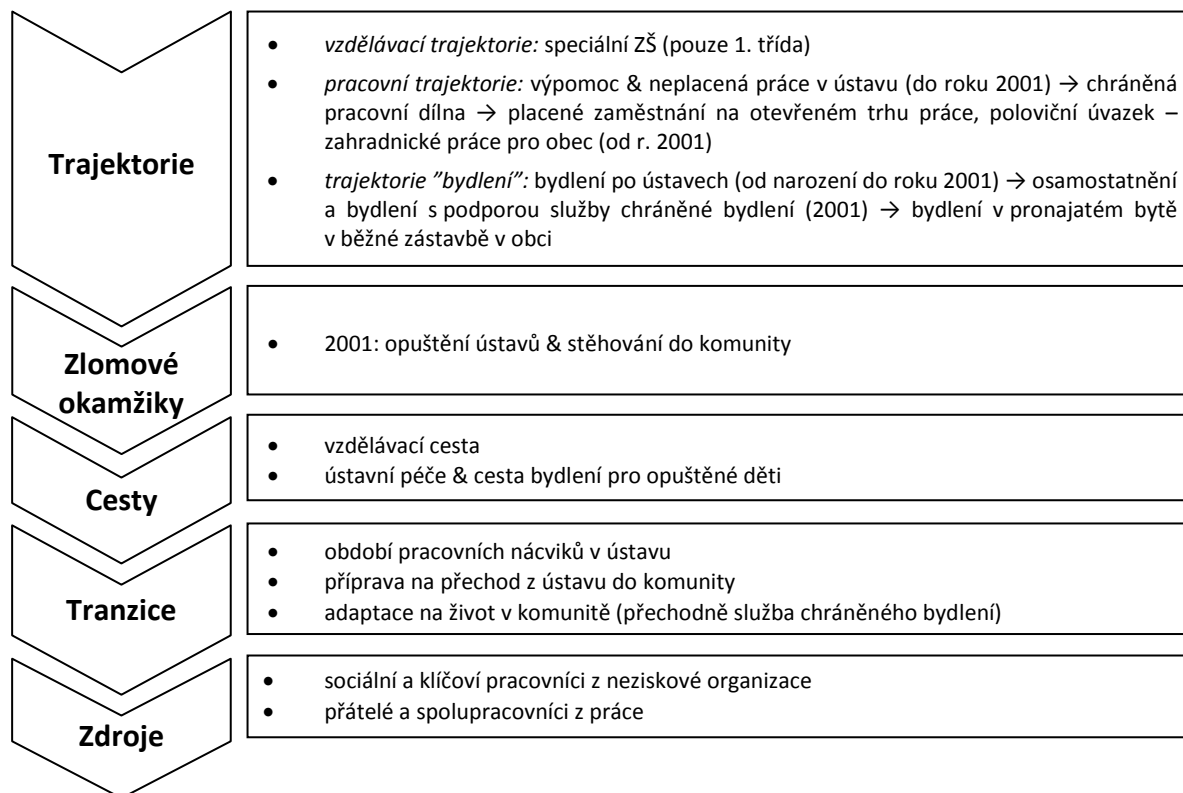 Trajektorie
• vzdělávací trajektorie: speciální ZŠ (pouze 1. třída)
• pracovní trajektorie: výpomoc & neplacená práce v ústavu (do roku 2001) → chráněná
pracovní dílna → placené zaměstnání na otevřeném trhu práce, poloviční úvazek –
zahradnické práce pro obec (od r. 2001)
• trajektorie ”bydlení”: bydlení po ústavech (od narození do roku 2001) → osamostatnění
a bydlení s podporou služby chráněné bydlení (2001) → bydlení v pronajatém bytě
v běžné zástavbě v obci
Zlomové
okamžiky
• 2001: opuštění ústavů & stěhování do komunity
Cesty
• vzdělávací cesta
• ústavní péče & cesta bydlení pro opuštěné děti
Tranzice
• období pracovních nácviků v ústavu
• příprava na přechod z ústavu do komunity
• adaptace na život v komunitě (přechodně služba chráněného bydlení)
Zdroje
• sociální a klíčoví pracovníci z neziskové organizace
• přátelé a spolupracovníci z práce